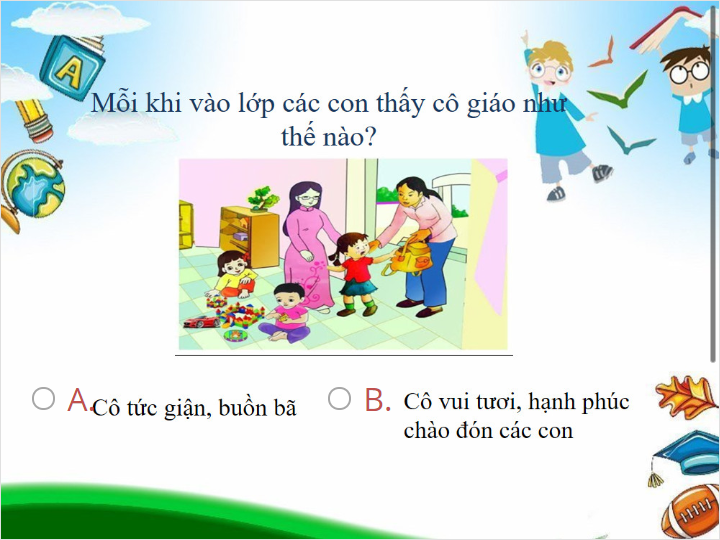 A
Mỗi khi vào lớp các con thấy cô giáo như
thế nào?
A. Cô tức giận, buồn bã
B. Cô vui tươi, hạnh phúc
chào đón các con